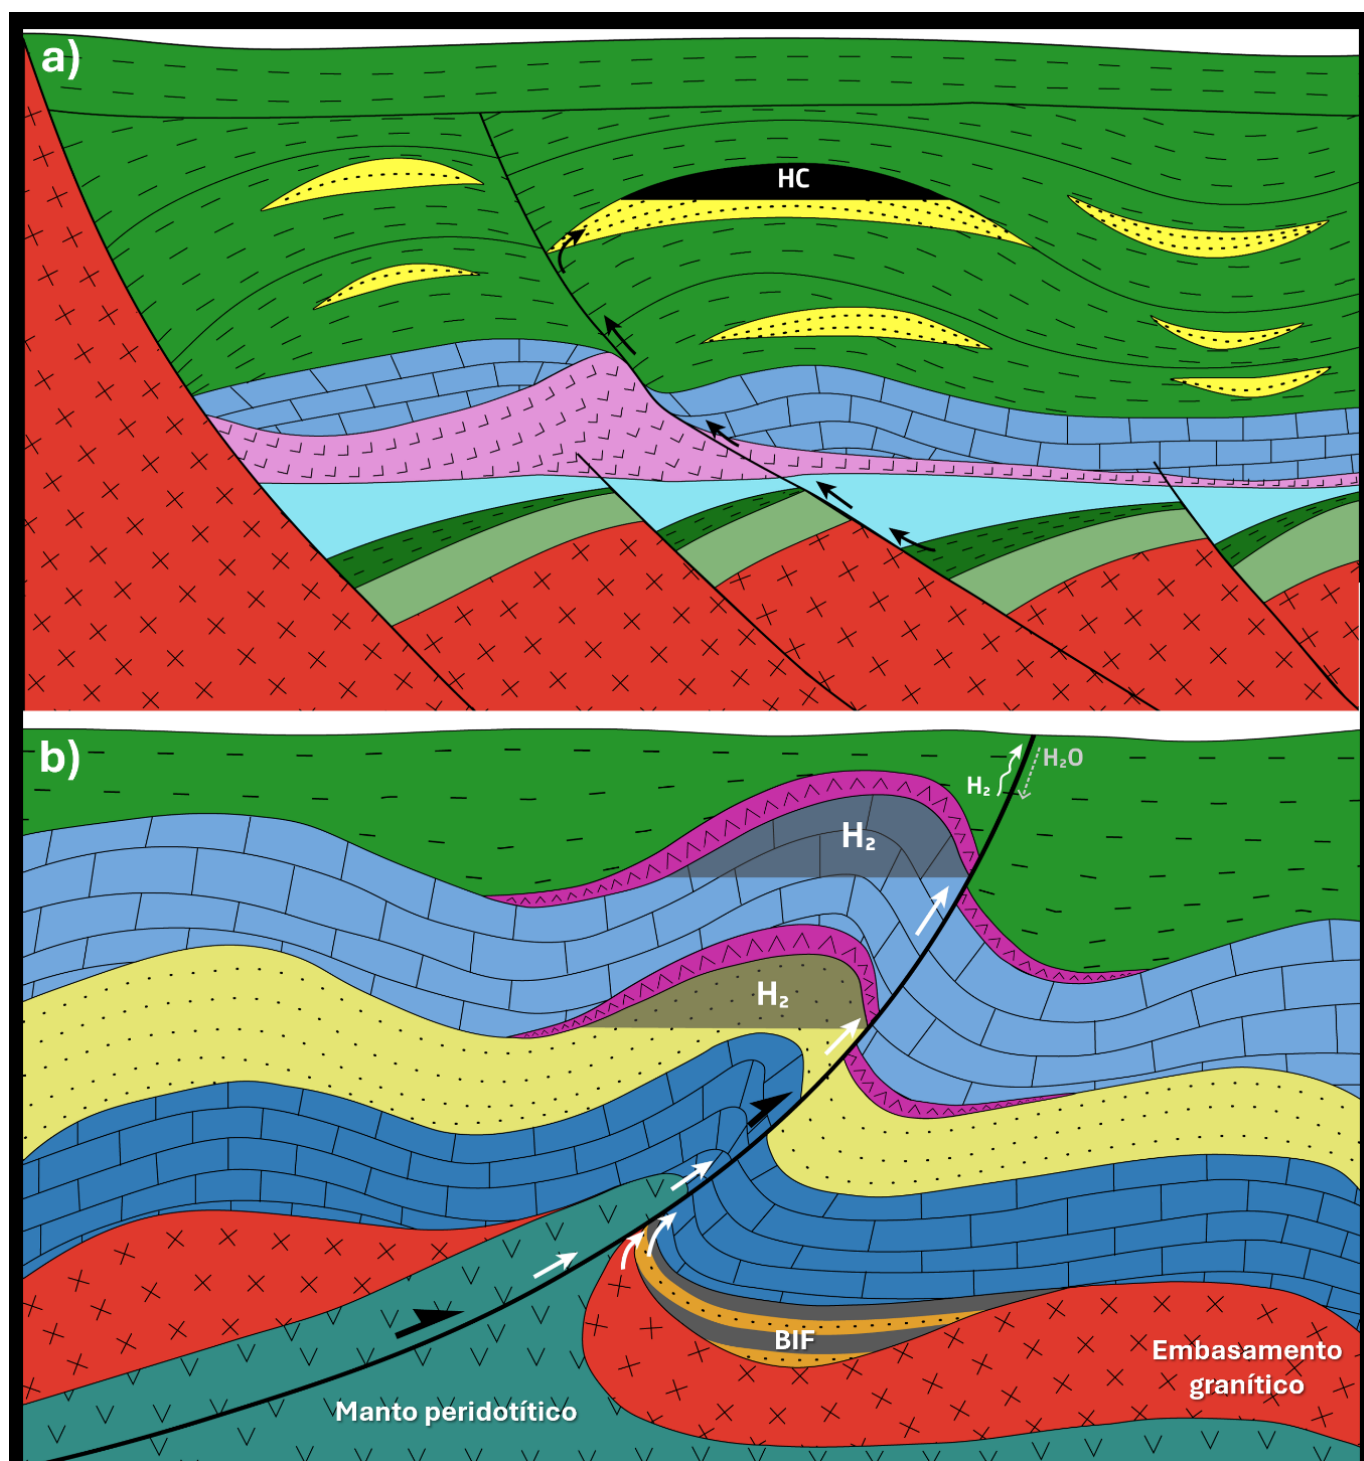 a)
HC
b)
H₂O
H₂
H₂
H₂
BIF
Embasamento
granítico
Manto peridotítico